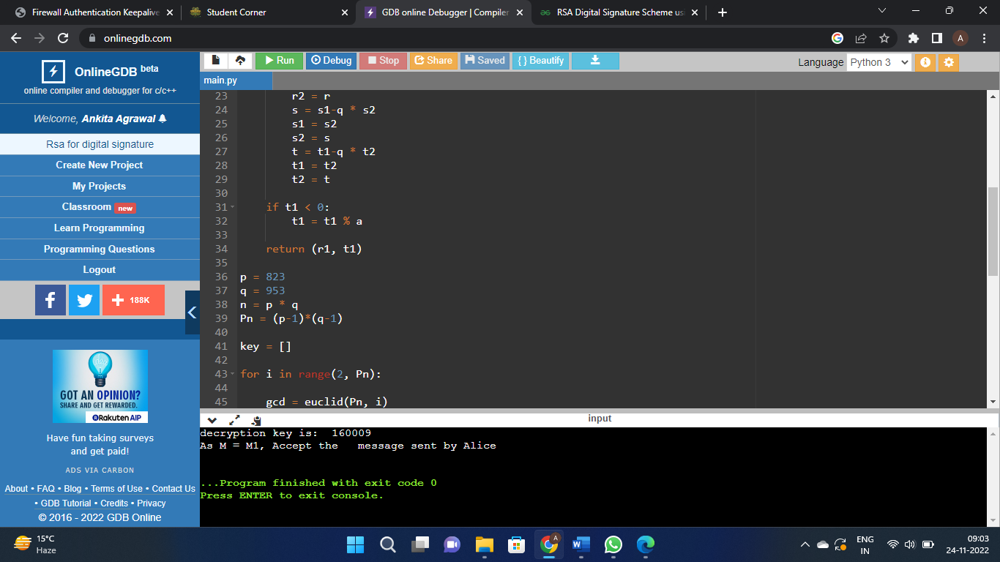 Firewall Authentication Keepalive
Student Corner
GDB online Debugger | Compiler
RSA Digital Signature Scheme us
onlinegdb.com
A
OnlineGDB beta
online compiler and debugger for c/c++
Welcome, Ankita Agrawal
Rsa for digital signature
Create New Project
My Projects
Classroom new
Learn Programming
Programming Questions
Logout
188K
GOT AN OPINION?
SHARE AND GET REWARDED.
Rakuten AIP
Have fun taking surveys
and get paid!
ADS VIA CARBON
About • FAQ • Blog • Terms of Use • Contact Us
• GDB Tutorial • Credits • Privacy
© 2016 - 2022 GDB Online
Run Debug Stop Share Saved { } Beautify
Language Python 3
main.py
23 r2 = r
24 s = s1-q * s2
25 s1 = s2
26 s2 = s
27 t = t1-q * t2
28 t1 = t2
29 t2 = t
30
31 if t1 < 0:
32 t1 = t1 % a
33
34 return (r1, t1)
35
36 p = 823
37 q = 953
38 n = p * q
39 Pn = (p-1)*(q-1)
40
41 key = []
42
43 for i in range(2, Pn):
44
45 gcd = euclid(Pn, i)
input
decryption key is:  160009
As M = M1, Accept the   message sent by Alice
...Program finished with exit code 0
Press ENTER to exit console.
15°C
Haze
A
ENG
IN
09:03
24-11-2022